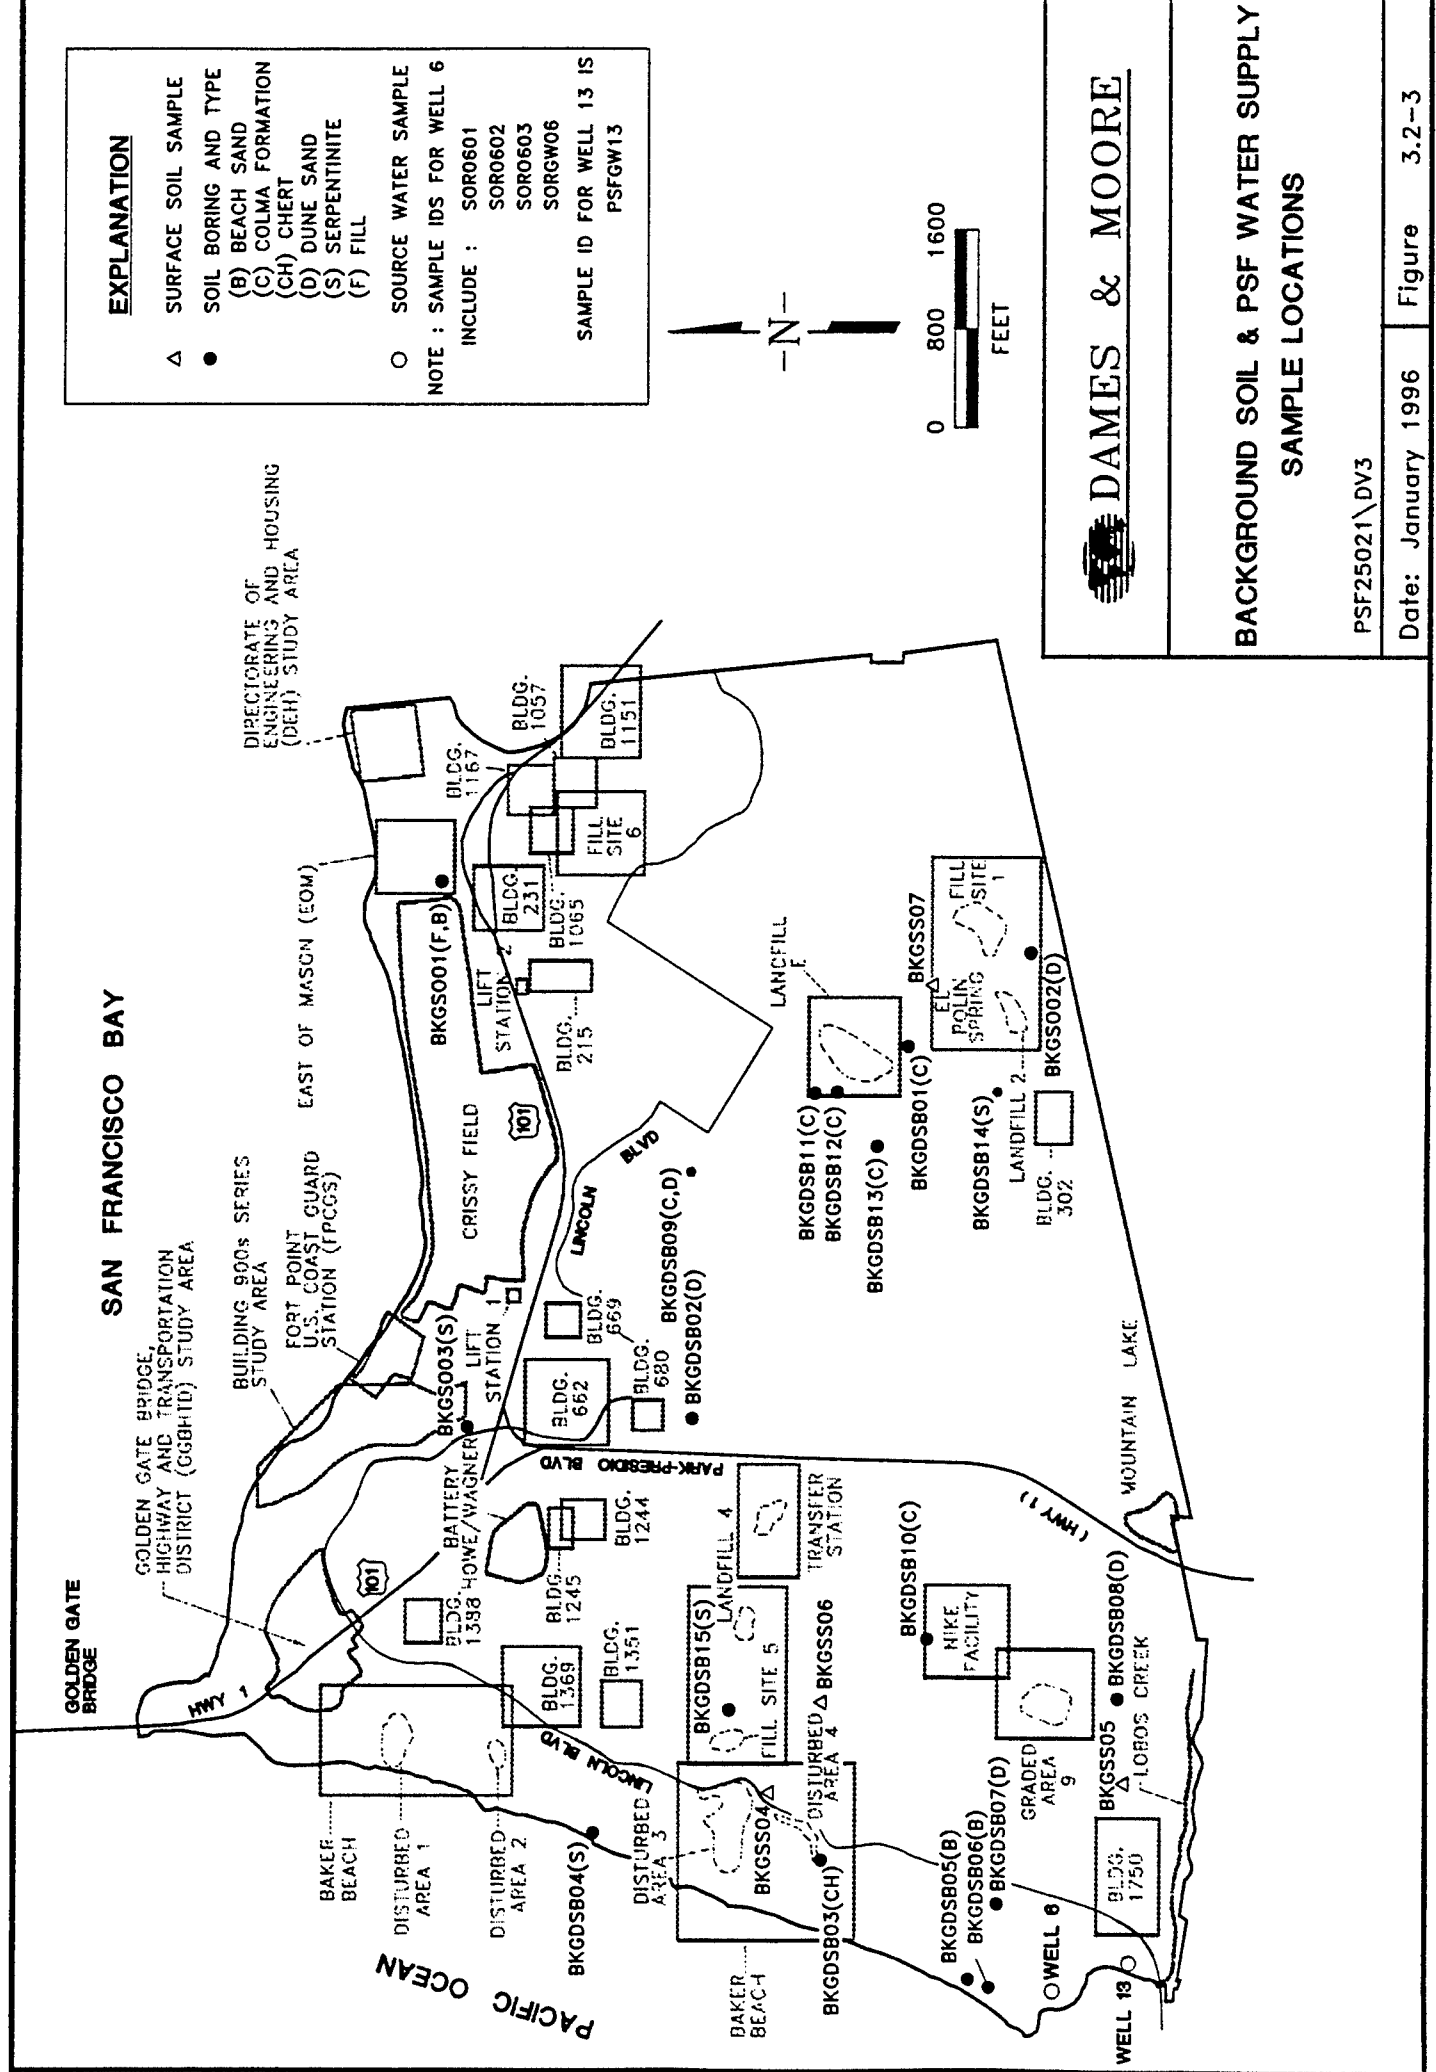 EXPLANATION
△ SURFACE SOIL SAMPLE
● SOIL BORING AND TYPE
(B) BEACH SAND
(C) COLMA FORMATION
(CH) CHERT
(D) DUNE SAND
(S) SERPENTINITE
(F) FILL
○ SOURCE WATER SAMPLE
NOTE : SAMPLE IDS FOR WELL 6
INCLUDE : SOR0601
SOR0602
SOR0603
SORGW06
SAMPLE ID FOR WELL 13 IS
PSFGW13
-N-
0 800 1600
FEET
SAN FRANCISCO BAY
GOLDEN GATE
BRIDGE
GOLDEN GATE BRIDGE,
HIGHWAY AND TRANSPORTATION
DISTRICT (GGBHTD) STUDY AREA
BUILDING 900s SERIES
STUDY AREA
FORT POINT
U.S. COAST GUARD
STATION (FPCGS)
EAST OF MASON (EOM)
DIRECTORATE OF
ENGINEERING AND HOUSING
(DEH) STUDY AREA
HWY 1
101
BAKER
BEACH
DISTURBED
AREA 1
DISTURBED
AREA 2
BLDG.
1388
BATTERY
HOWE/WAGNER
BKGSO03(S)
LIFT
STATION 1
CRISSY FIELD
101
BKGSO01(F,B)
LIFT
STATION 2
BLDG.
231
BLDG.
215
BLDG.
1065
BLDG.
1167
BLDG.
1057
BLDG.
1151
FILL
SITE
6
BLDG.
1369
BLDG.
1245
BLDG.
1244
BLDG.
1351
BLDG.
662
BLDG.
669
BLDG.
680
LINCOLN
BLVD
LINCOLN BLVD
PARK-PRESIDIO BLVD
BKGDSB09(C,D)
BKGDSB02(D)
PACIFIC OCEAN
BKGDSB04(S)
DISTURBED
AREA 3
BKGSS04
BAKER
BEACH
BKGDSB03(CH)
DISTURBED
AREA 4
BKGSS06
BKGDSB15(S)
FILL SITE 5
LANDFILL 4
TRANSFER
STATION
LANDFILL
E
BKGDSB11(C)
BKGDSB12(C)
BKGDSB13(C)
BKGDSB01(C)
BKGSS07
EL
POLIN
SPRING
FILL
SITE
1
BKGDSB14(S)
LANDFILL 2
BKGSO02(D)
BLDG.
302
BKGDSB10(C)
NIKE
FACILITY
GRADED
AREA
9
(HWY 1)
MOUNTAIN LAKE
BKGDSB05(B)
BKGDSB06(B)
BKGDSB07(D)
BKGSS05
BKGDSB08(D)
LOBOS CREEK
BLDG.
1750
WELL 6
WELL 13
DAMES & MOORE
BACKGROUND SOIL & PSF WATER SUPPLY
SAMPLE LOCATIONS
PSF25021\DV3
Date: January 1996
Figure 3.2-3